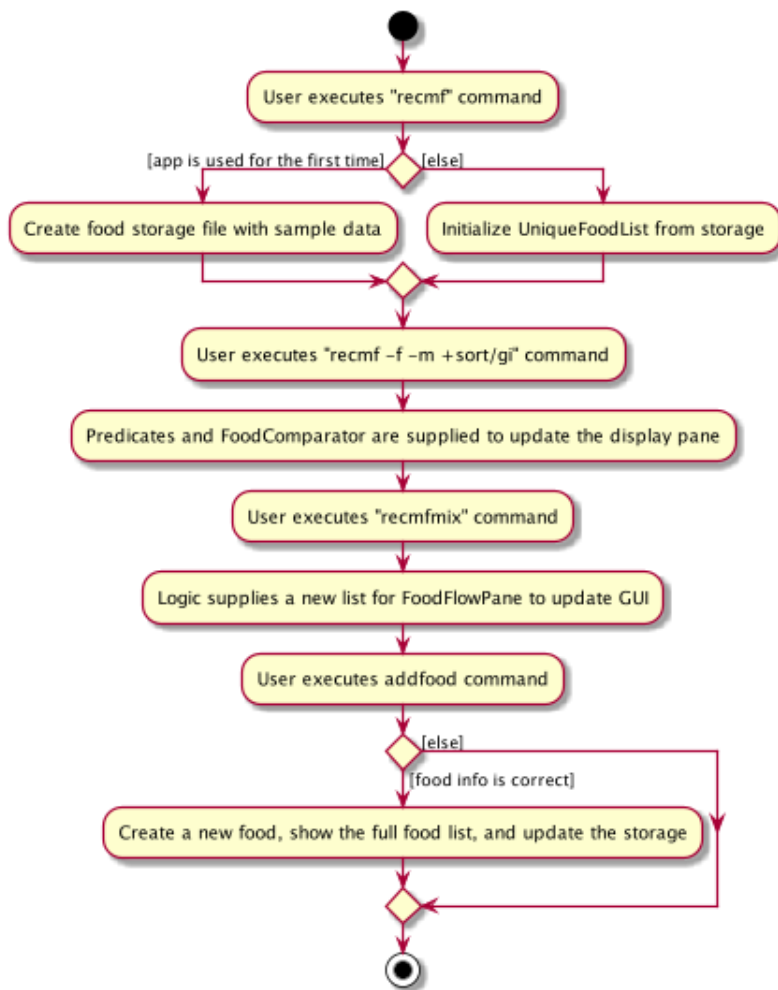 User executes "recmf" command
[app is used for the first time]
[else]
Create food storage file with sample data
Initialize UniqueFoodList from storage
User executes "recmf -f -m +sort/gi" command
Predicates and FoodComparator are supplied to update the display pane
User executes "recmfmix" command
Logic supplies a new list for FoodFlowPane to update GUI
User executes addfood command
[else]
[food info is correct]
Create a new food, show the full food list, and update the storage